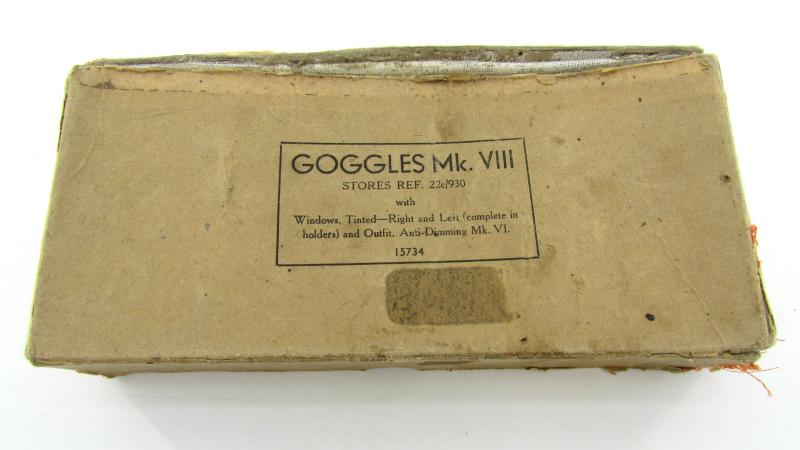 GOGGLES Mk. VIII
STORES REF. 22c/930
with
Windows, Tinted—Right and Left (complete in
holders) and Outfit, Anti-Dimming Mk. VI.
15734